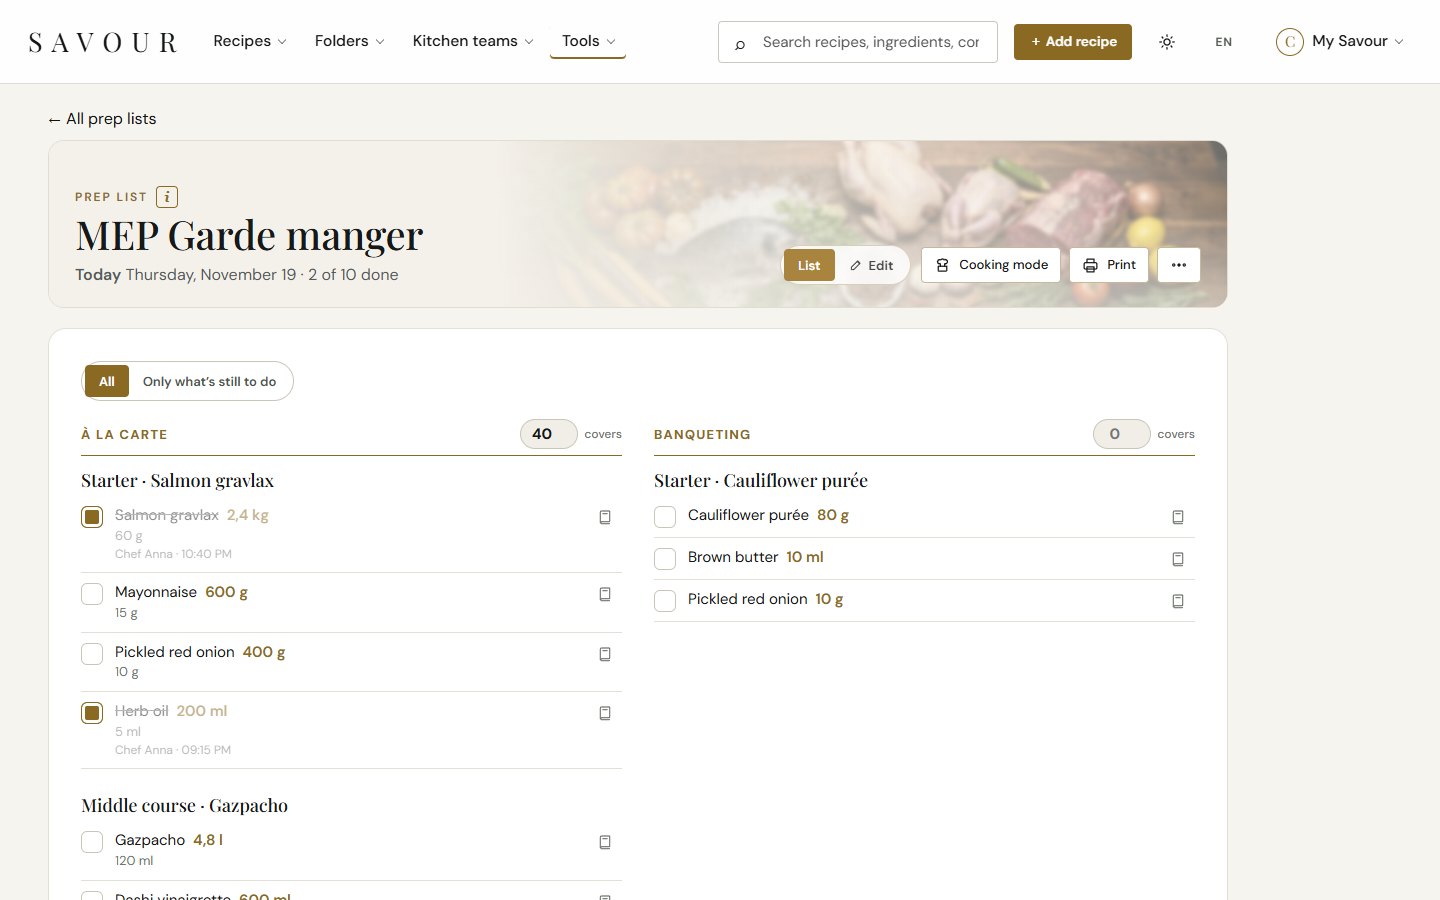 SAVOUR
Recipes
Folders
Kitchen teams
Tools
Search recipes, ingredients, cor
+ Add recipe
EN
C
My Savour
← All prep lists
PREP LIST i
MEP Garde manger
Today Thursday, November 19 · 2 of 10 done
List
Edit
Cooking mode
Print
All
Only what's still to do
À LA CARTE
40 covers
Starter · Salmon gravlax
Salmon gravlax 2,4 kg
60 g
Chef Anna · 10:40 PM
Mayonnaise 600 g
15 g
Pickled red onion 400 g
10 g
Herb oil 200 ml
5 ml
Chef Anna · 09:15 PM
Middle course · Gazpacho
Gazpacho 4,8 l
120 ml
Dashi vinaigrette 600 ml
BANQUETING
0 covers
Starter · Cauliflower purée
Cauliflower purée 80 g
Brown butter 10 ml
Pickled red onion 10 g